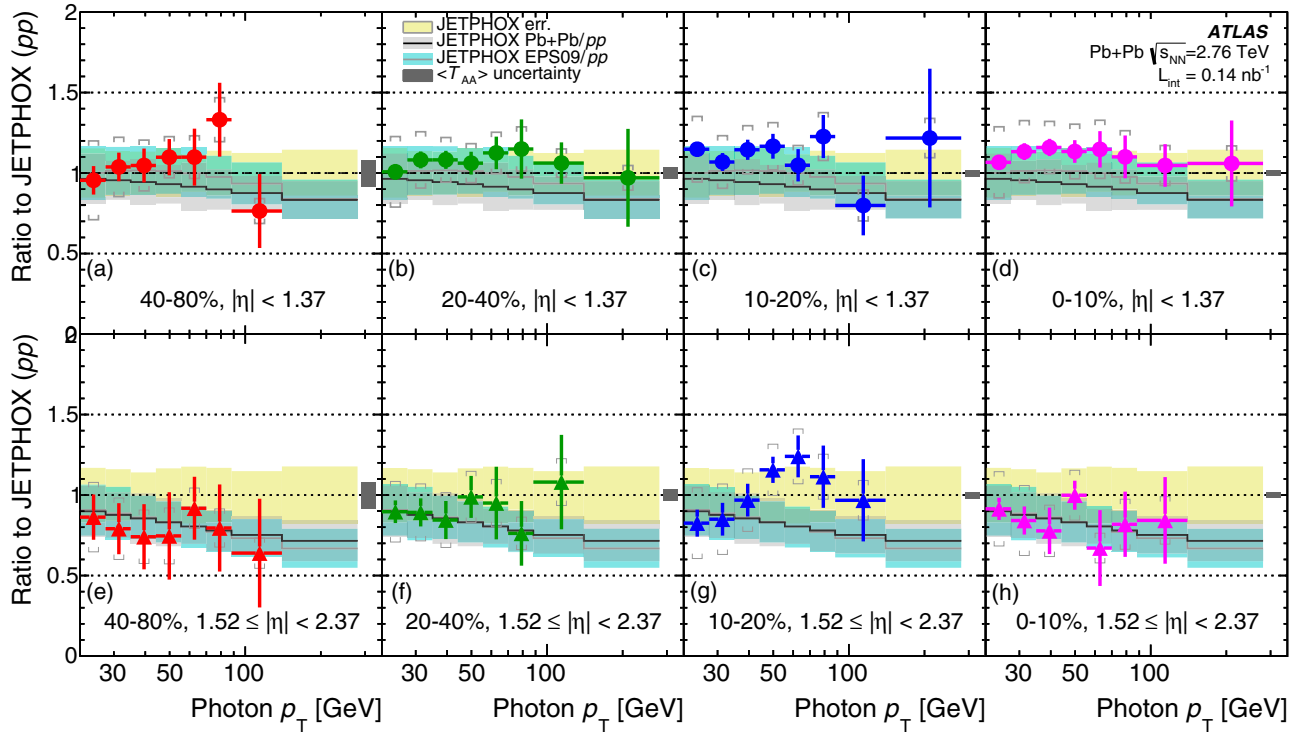 Ratio to JETPHOX (pp)
2
1.5
1
0.5
JETPHOX err.
JETPHOX Pb+Pb/pp
JETPHOX EPS09/pp
<T_AA> uncertainty
ATLAS
Pb+Pb √s_NN=2.76 TeV
L_int = 0.14 nb⁻¹
(a)
40-80%, |η| < 1.37
(b)
20-40%, |η| < 1.37
(c)
10-20%, |η| < 1.37
(d)
0-10%, |η| < 1.37
Ratio to JETPHOX (pp)
2
1.5
1
0.5
2
(e)
40-80%, 1.52 ≤ |η| < 2.37
(f)
20-40%, 1.52 ≤ |η| < 2.37
(g)
10-20%, 1.52 ≤ |η| < 2.37
(h)
0-10%, 1.52 ≤ |η| < 2.37
30 50 100 200
30 50 100 200
30 50 100 200
30 50 100 200
Photon p_T [GeV]
Photon p_T [GeV]
Photon p_T [GeV]
Photon p_T [GeV]